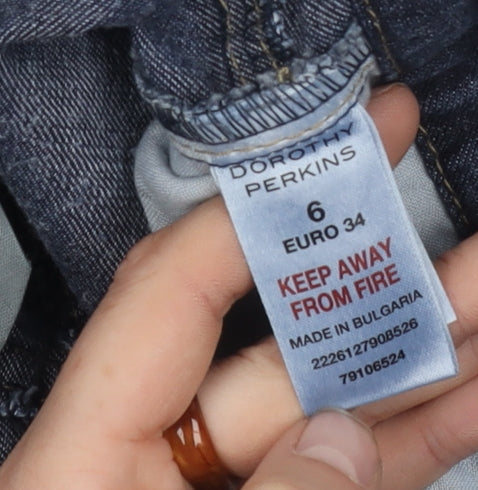 DOROTHY
PERKINS
6
EURO 34
KEEP AWAY
FROM FIRE
MADE IN BULGARIA
2226127908526
79106524